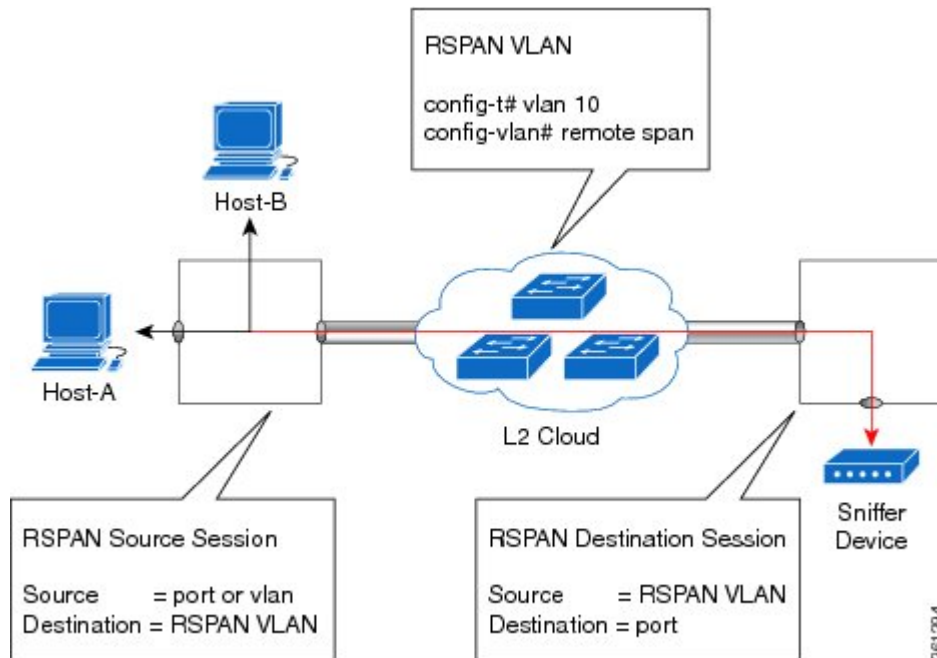 RSPAN VLAN
config-t# vlan 10
config-vlan# remote span
Host-B
Host-A
L2 Cloud
Sniffer
Device
RSPAN Source Session
Source = port or vlan
Destination = RSPAN VLAN
RSPAN Destination Session
Source = RSPAN VLAN
Destination = port